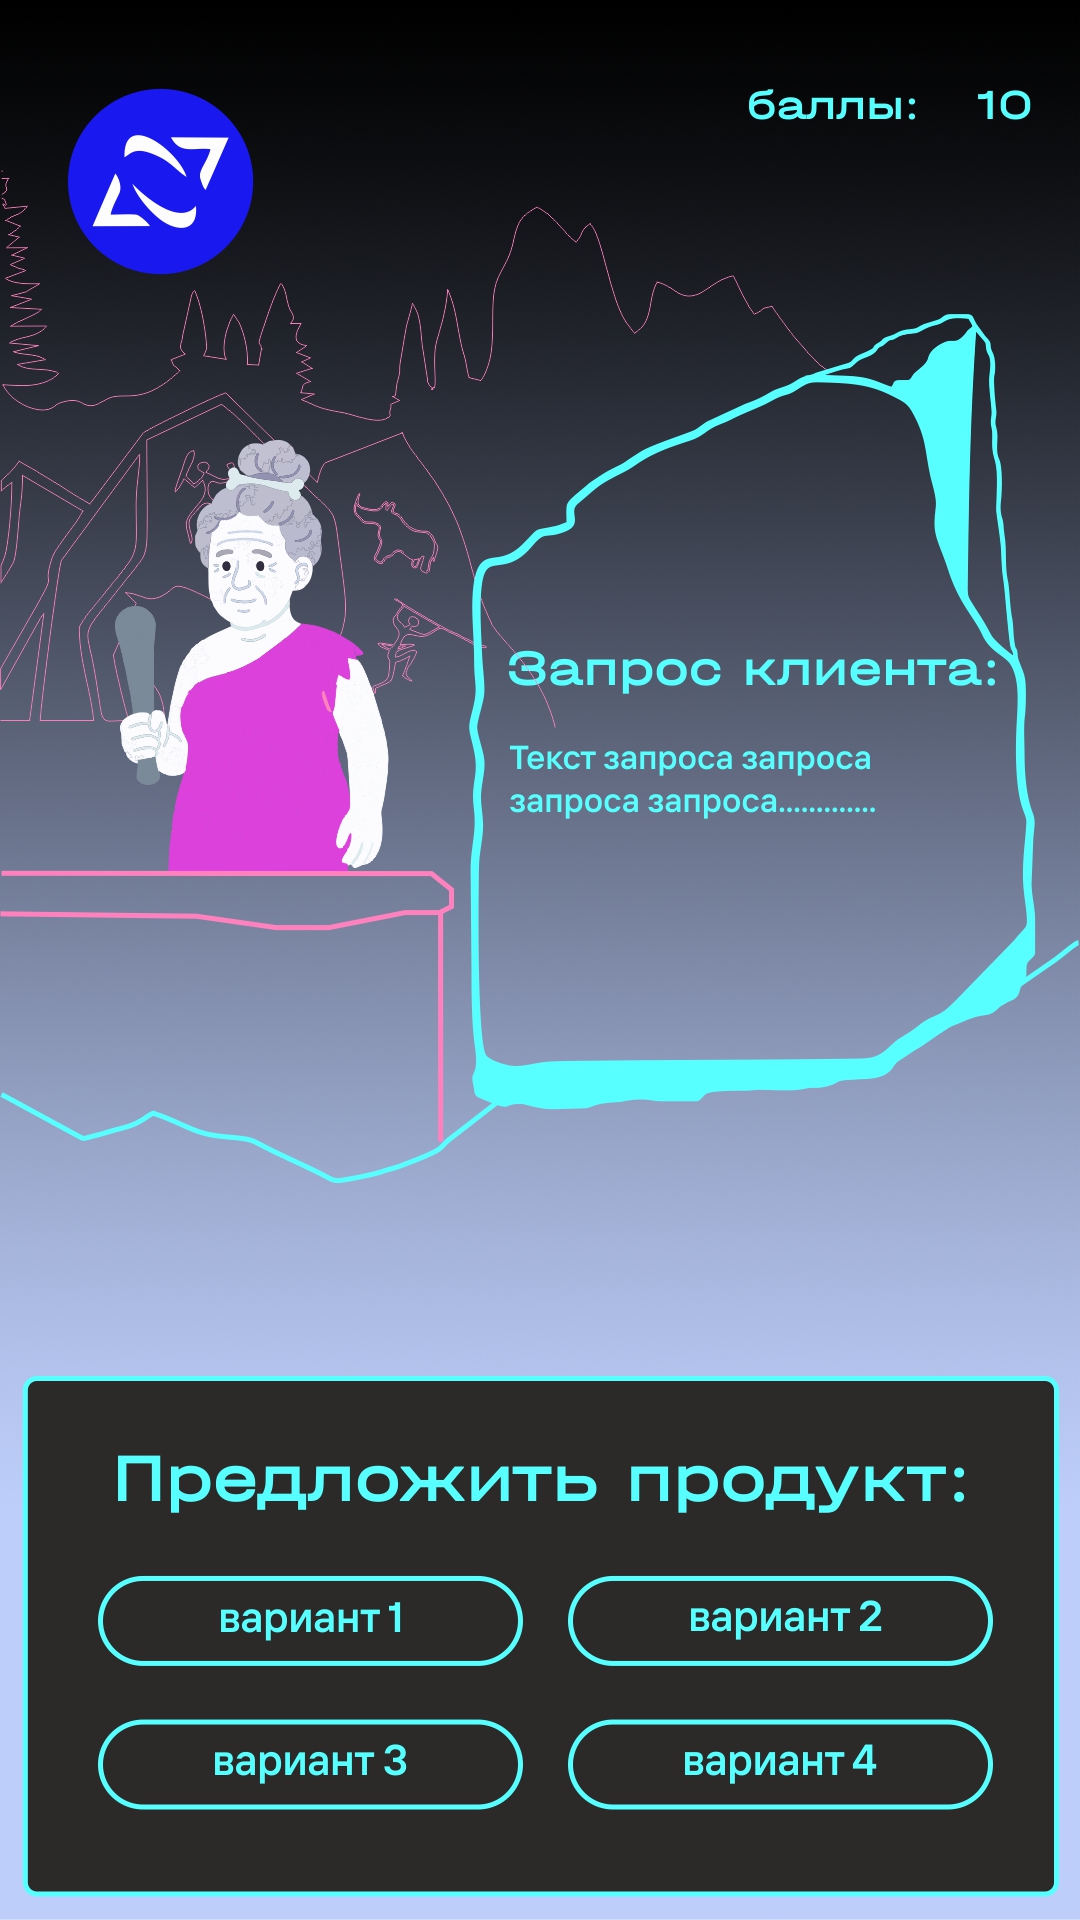 баллы: 10
Запрос клиента:
Текст запроса запроса
запроса запроса.............
Предложить продукт:
вариант 1
вариант 2
вариант 3
вариант 4